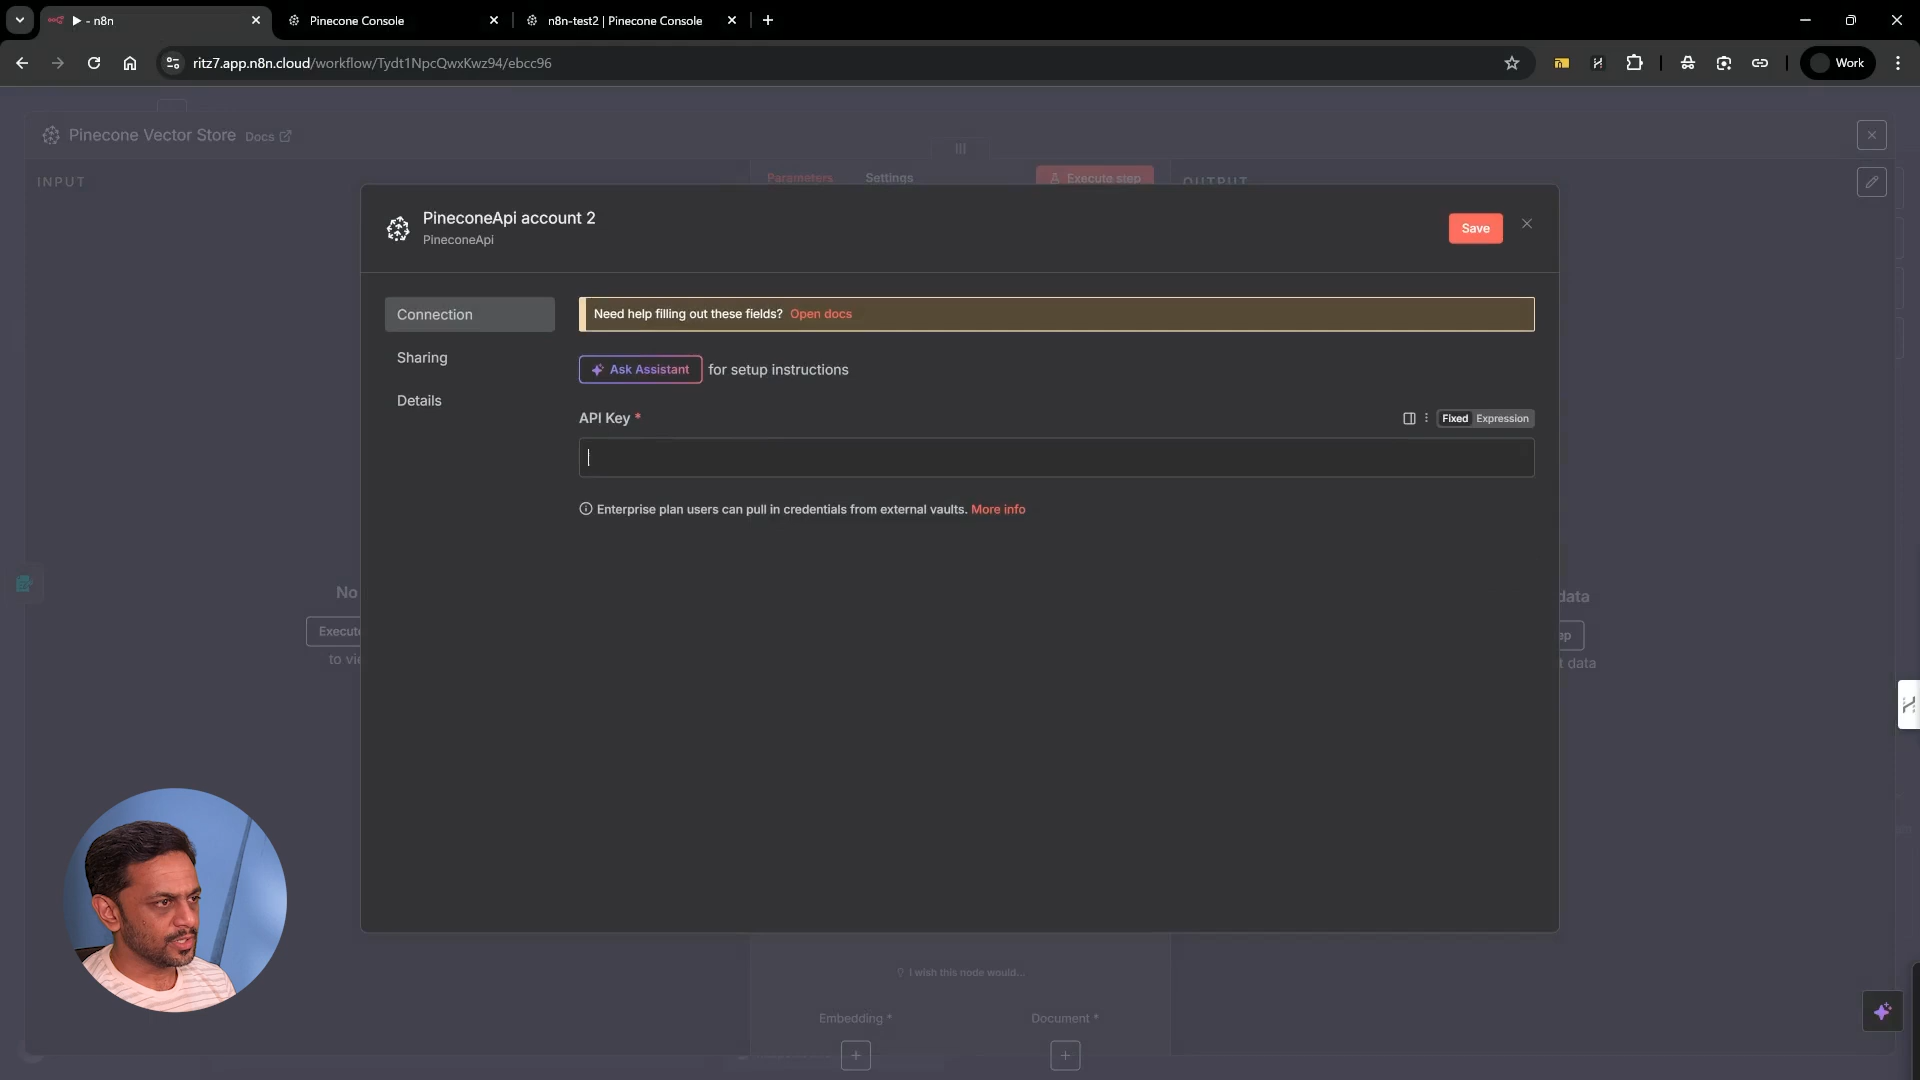 ▶ - n8n
Pinecone Console
n8n-test2 | Pinecone Console
ritz7.app.n8n.cloud/workflow/Tydt1NpcQwxKwz94/ebcc96
Work
Pinecone Vector Store Docs
INPUT
Parameters
Settings
Execute step
OUTPUT
PineconeApi account 2
PineconeApi
Save
Connection
Sharing
Details
Need help filling out these fields? Open docs
Ask Assistant for setup instructions
API Key *
Fixed Expression
Enterprise plan users can pull in credentials from external vaults. More info
No
data
t data
I wish this node would...
Embedding *
Document *